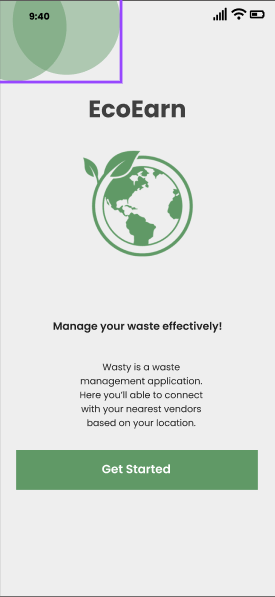 9:40
EcoEarn
Manage your waste effectively!
Wasty is a waste
management application.
Here you'll able to connect
with your nearest vendors
based on your location.
Get Started